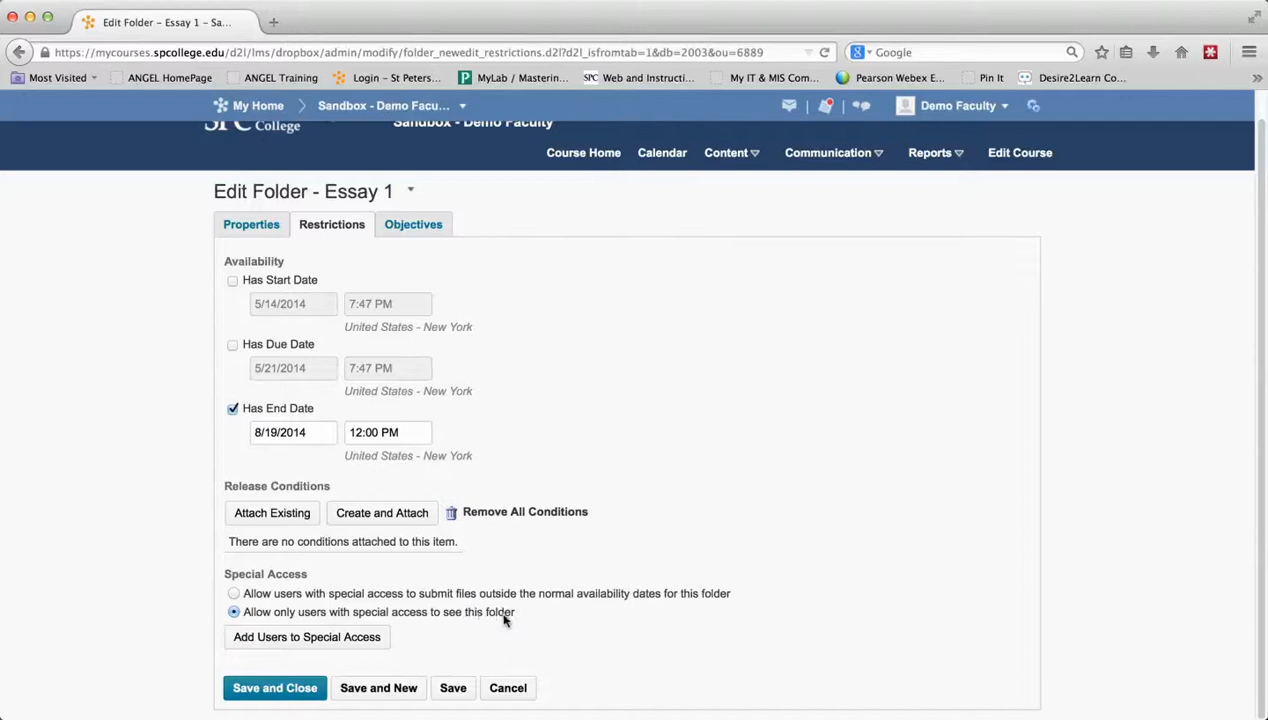 Edit Folder – Essay 1 – Sa...
https://mycourses.spcollege.edu/d2l/lms/dropbox/admin/modify/folder_newedit_restrictions.d2l?d2l_isfromtab=1&db=2003&ou=6889
Google
Most Visited
ANGEL HomePage
ANGEL Training
Login – St Peters...
MyLab / Masterin...
SPC Web and Instructi...
My IT & MIS Com...
Pearson Webex E...
Pin It
Desire2Learn Co...
My Home
Sandbox - Demo Facu...
Demo Faculty
SPC College
Sandbox - Demo Faculty
Course Home
Calendar
Content
Communication
Reports
Edit Course
Edit Folder - Essay 1
Properties
Restrictions
Objectives
Availability
Has Start Date
5/14/2014 7:47 PM
United States - New York
Has Due Date
5/21/2014 7:47 PM
United States - New York
Has End Date
8/19/2014 12:00 PM
United States - New York
Release Conditions
Attach Existing
Create and Attach
Remove All Conditions
There are no conditions attached to this item.
Special Access
Allow users with special access to submit files outside the normal availability dates for this folder
Allow only users with special access to see this folder
Add Users to Special Access
Save and Close
Save and New
Save
Cancel